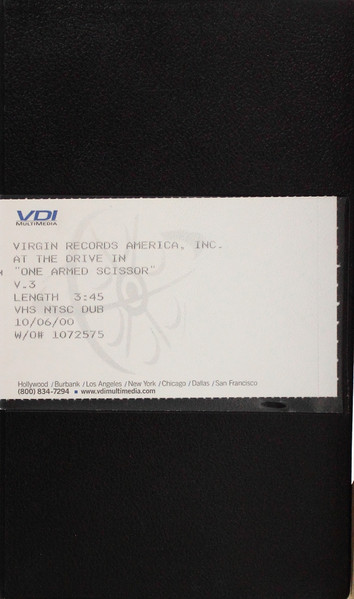 VDI
MULTIMEDIA
VIRGIN RECORDS AMERICA, INC.
AT THE DRIVE IN
"ONE ARMED SCISSOR"
V.3
LENGTH 3:45
VHS NTSC DUB
10/06/00
W/O# 1072575
Hollywood / Burbank / Los Angeles / New York / Chicago / Dallas / San Francisco
(800) 834-7294 ■ www.vdimultimedia.com